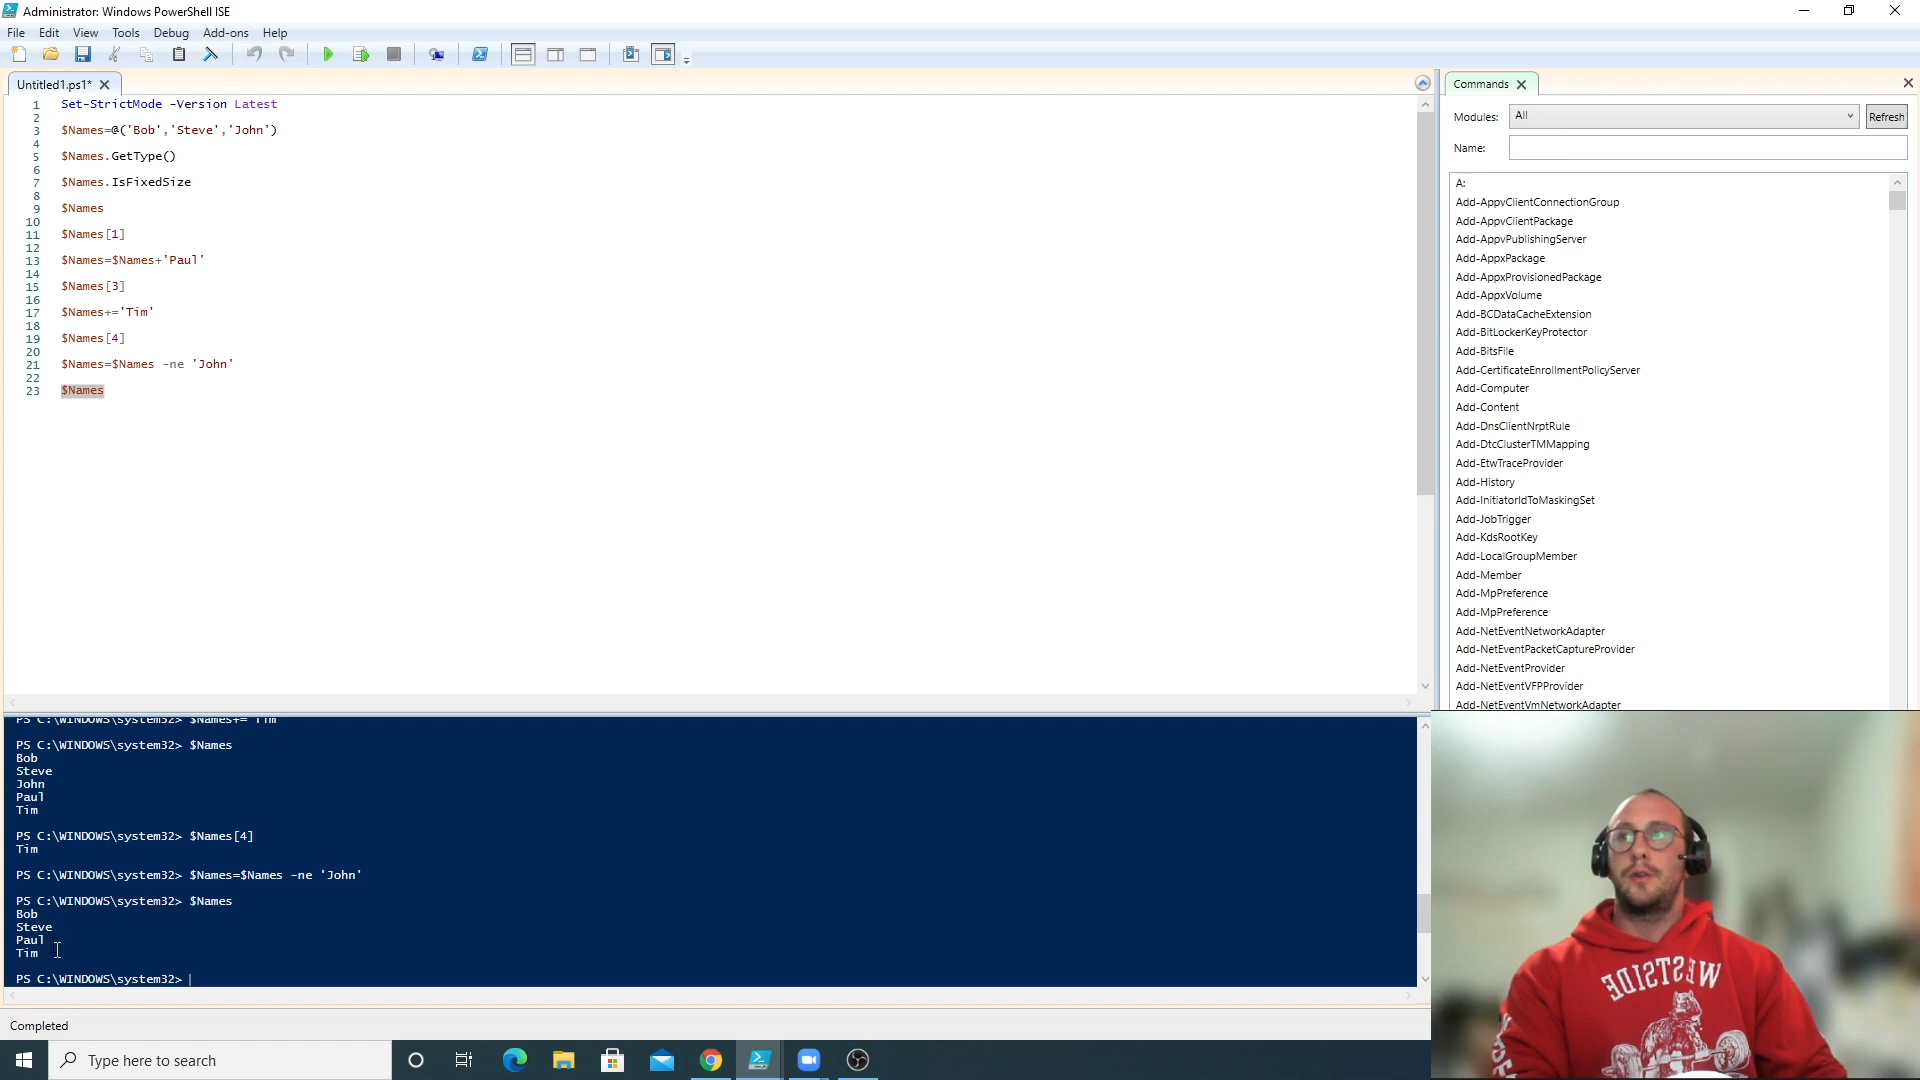 Administrator: Windows PowerShell ISE
File Edit View Tools Debug Add-ons Help
Untitled1.ps1*
1 Set-StrictMode -Version Latest
2
3 $Names=@('Bob','Steve','John')
4
5 $Names.GetType()
6
7 $Names.IsFixedSize
8
9 $Names
10
11 $Names[1]
12
13 $Names=$Names+'Paul'
14
15 $Names[3]
16
17 $Names+='Tim'
18
19 $Names[4]
20
21 $Names=$Names -ne 'John'
22
23 $Names
Commands
Modules: All Refresh
Name:
A:
Add-AppvClientConnectionGroup
Add-AppvClientPackage
Add-AppvPublishingServer
Add-AppxPackage
Add-AppxProvisionedPackage
Add-AppxVolume
Add-BCDataCacheExtension
Add-BitLockerKeyProtector
Add-BitsFile
Add-CertificateEnrollmentPolicyServer
Add-Computer
Add-Content
Add-DnsClientNrptRule
Add-DtcClusterTMMapping
Add-EtwTraceProvider
Add-History
Add-InitiatorIdToMaskingSet
Add-JobTrigger
Add-KdsRootKey
Add-LocalGroupMember
Add-Member
Add-MpPreference
Add-MpPreference
Add-NetEventNetworkAdapter
Add-NetEventPacketCaptureProvider
Add-NetEventProvider
Add-NetEventVFPProvider
Add-NetEventVmNetworkAdapter
PS C:\WINDOWS\system32> $Names+='Tim'
PS C:\WINDOWS\system32> $Names
Bob
Steve
John
Paul
Tim
PS C:\WINDOWS\system32> $Names[4]
Tim
PS C:\WINDOWS\system32> $Names=$Names -ne 'John'
PS C:\WINDOWS\system32> $Names
Bob
Steve
Paul
Tim
PS C:\WINDOWS\system32>
Completed
Type here to search
WESTSIDE